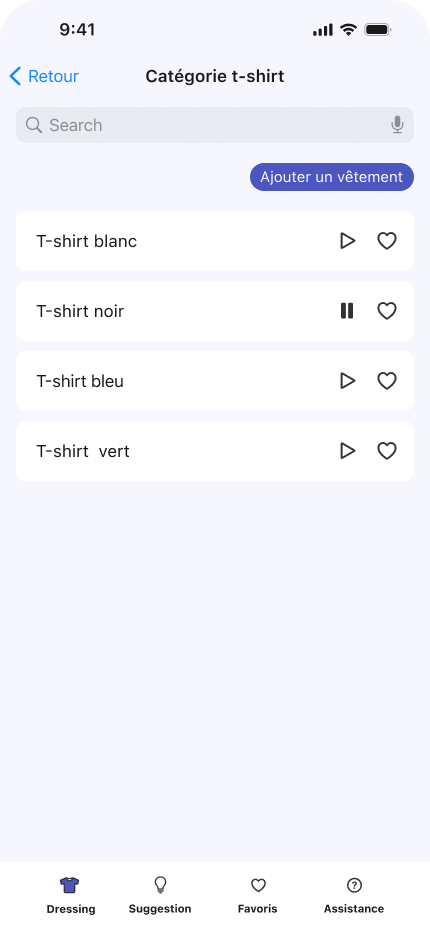 9:41
Retour
Catégorie t-shirt
Search
Ajouter un vêtement
T-shirt blanc
T-shirt noir
T-shirt bleu
T-shirt  vert
Dressing
Suggestion
Favoris
Assistance